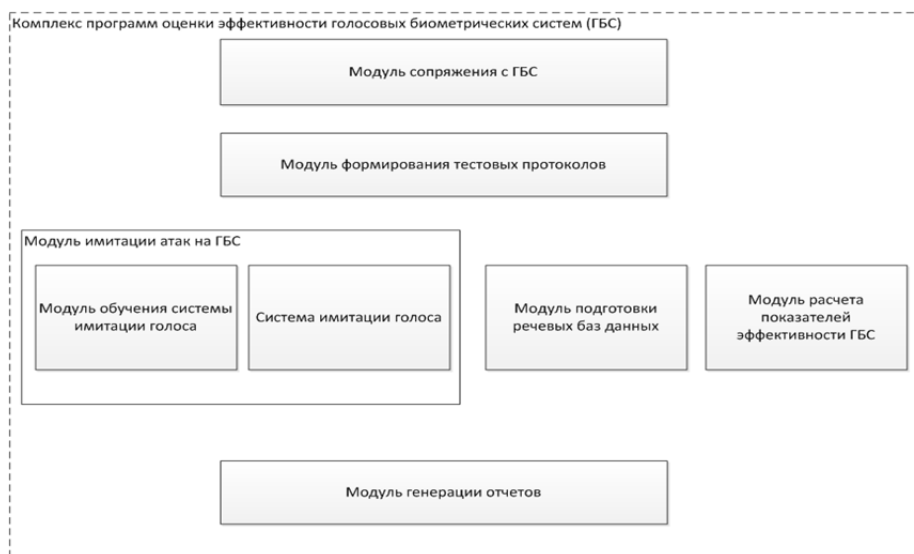 Комплекс программ оценки эффективности голосовых биометрических систем (ГБС)
Модуль сопряжения с ГБС
Модуль формирования тестовых протоколов
Модуль имитации атак на ГБС
Модуль обучения системы
имитации голоса
Система имитации голоса
Модуль подготовки
речевых баз данных
Модуль расчета
показателей
эффективности ГБС
Модуль генерации отчетов